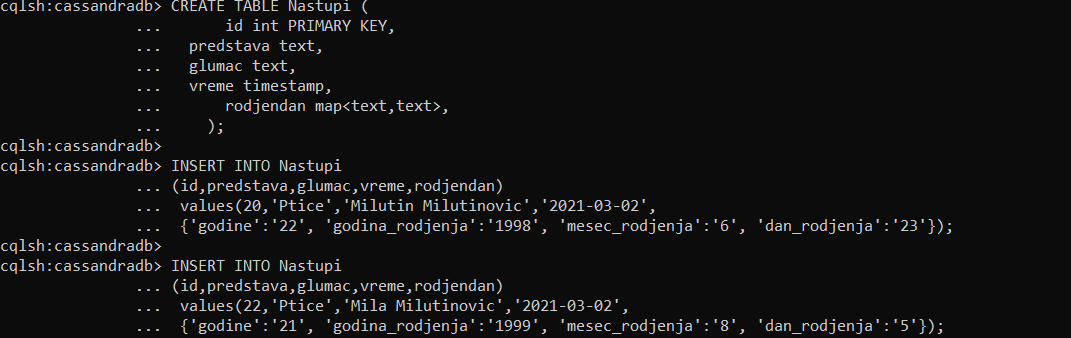 cqlsh:cassandradb> CREATE TABLE Nastupi (
... id int PRIMARY KEY,
... predstava text,
... glumac text,
... vreme timestamp,
... rodjendan map<text,text>,
... );
cqlsh:cassandradb>
cqlsh:cassandradb> INSERT INTO Nastupi
... (id,predstava,glumac,vreme,rodjendan)
... values(20,'Ptice','Milutin Milutinovic','2021-03-02',
... {'godine':'22', 'godina_rodjenja':'1998', 'mesec_rodjenja':'6', 'dan_rodjenja':'23'});
cqlsh:cassandradb>
cqlsh:cassandradb> INSERT INTO Nastupi
... (id,predstava,glumac,vreme,rodjendan)
... values(22,'Ptice','Mila Milutinovic','2021-03-02',
... {'godine':'21', 'godina_rodjenja':'1999', 'mesec_rodjenja':'8', 'dan_rodjenja':'5'});